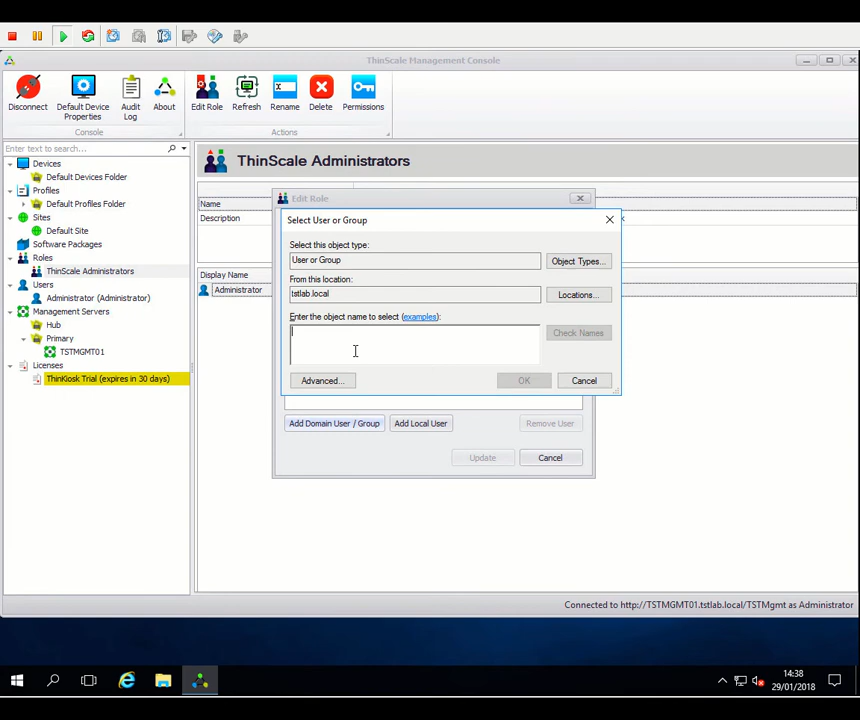 ThinScale Management Console
Disconnect
Default Device
Properties
Audit
Log
About
Edit Role
Refresh
Rename
Delete
Permissions
Console
Actions
Enter text to search...
Devices
Default Devices Folder
Profiles
Default Profiles Folder
Sites
Default Site
Software Packages
Roles
ThinScale Administrators
Users
Administrator (Administrator)
Management Servers
Hub
Primary
TSTMGMT01
Licenses
ThinKiosk Trial (expires in 30 days)
ThinScale Administrators
Name
Description
Display Name
Administrator
Edit Role
Select User or Group
Select this object type:
User or Group
Object Types...
From this location:
tstlab.local
Locations...
Enter the object name to select (examples):
Check Names
Advanced...
OK
Cancel
Add Domain User / Group
Add Local User
Remove User
Update
Cancel
Connected to http://TSTMGMT01.tstlab.local/TSTMgmt as Administrator
14:38
29/01/2018